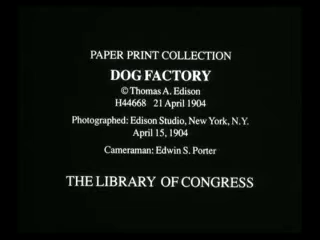 PAPER PRINT COLLECTION
DOG FACTORY
© Thomas A. Edison
H44668 21 April 1904
Photographed: Edison Studio, New York, N.Y.
April 15, 1904
Cameraman: Edwin S. Porter
THE LIBRARY OF CONGRESS